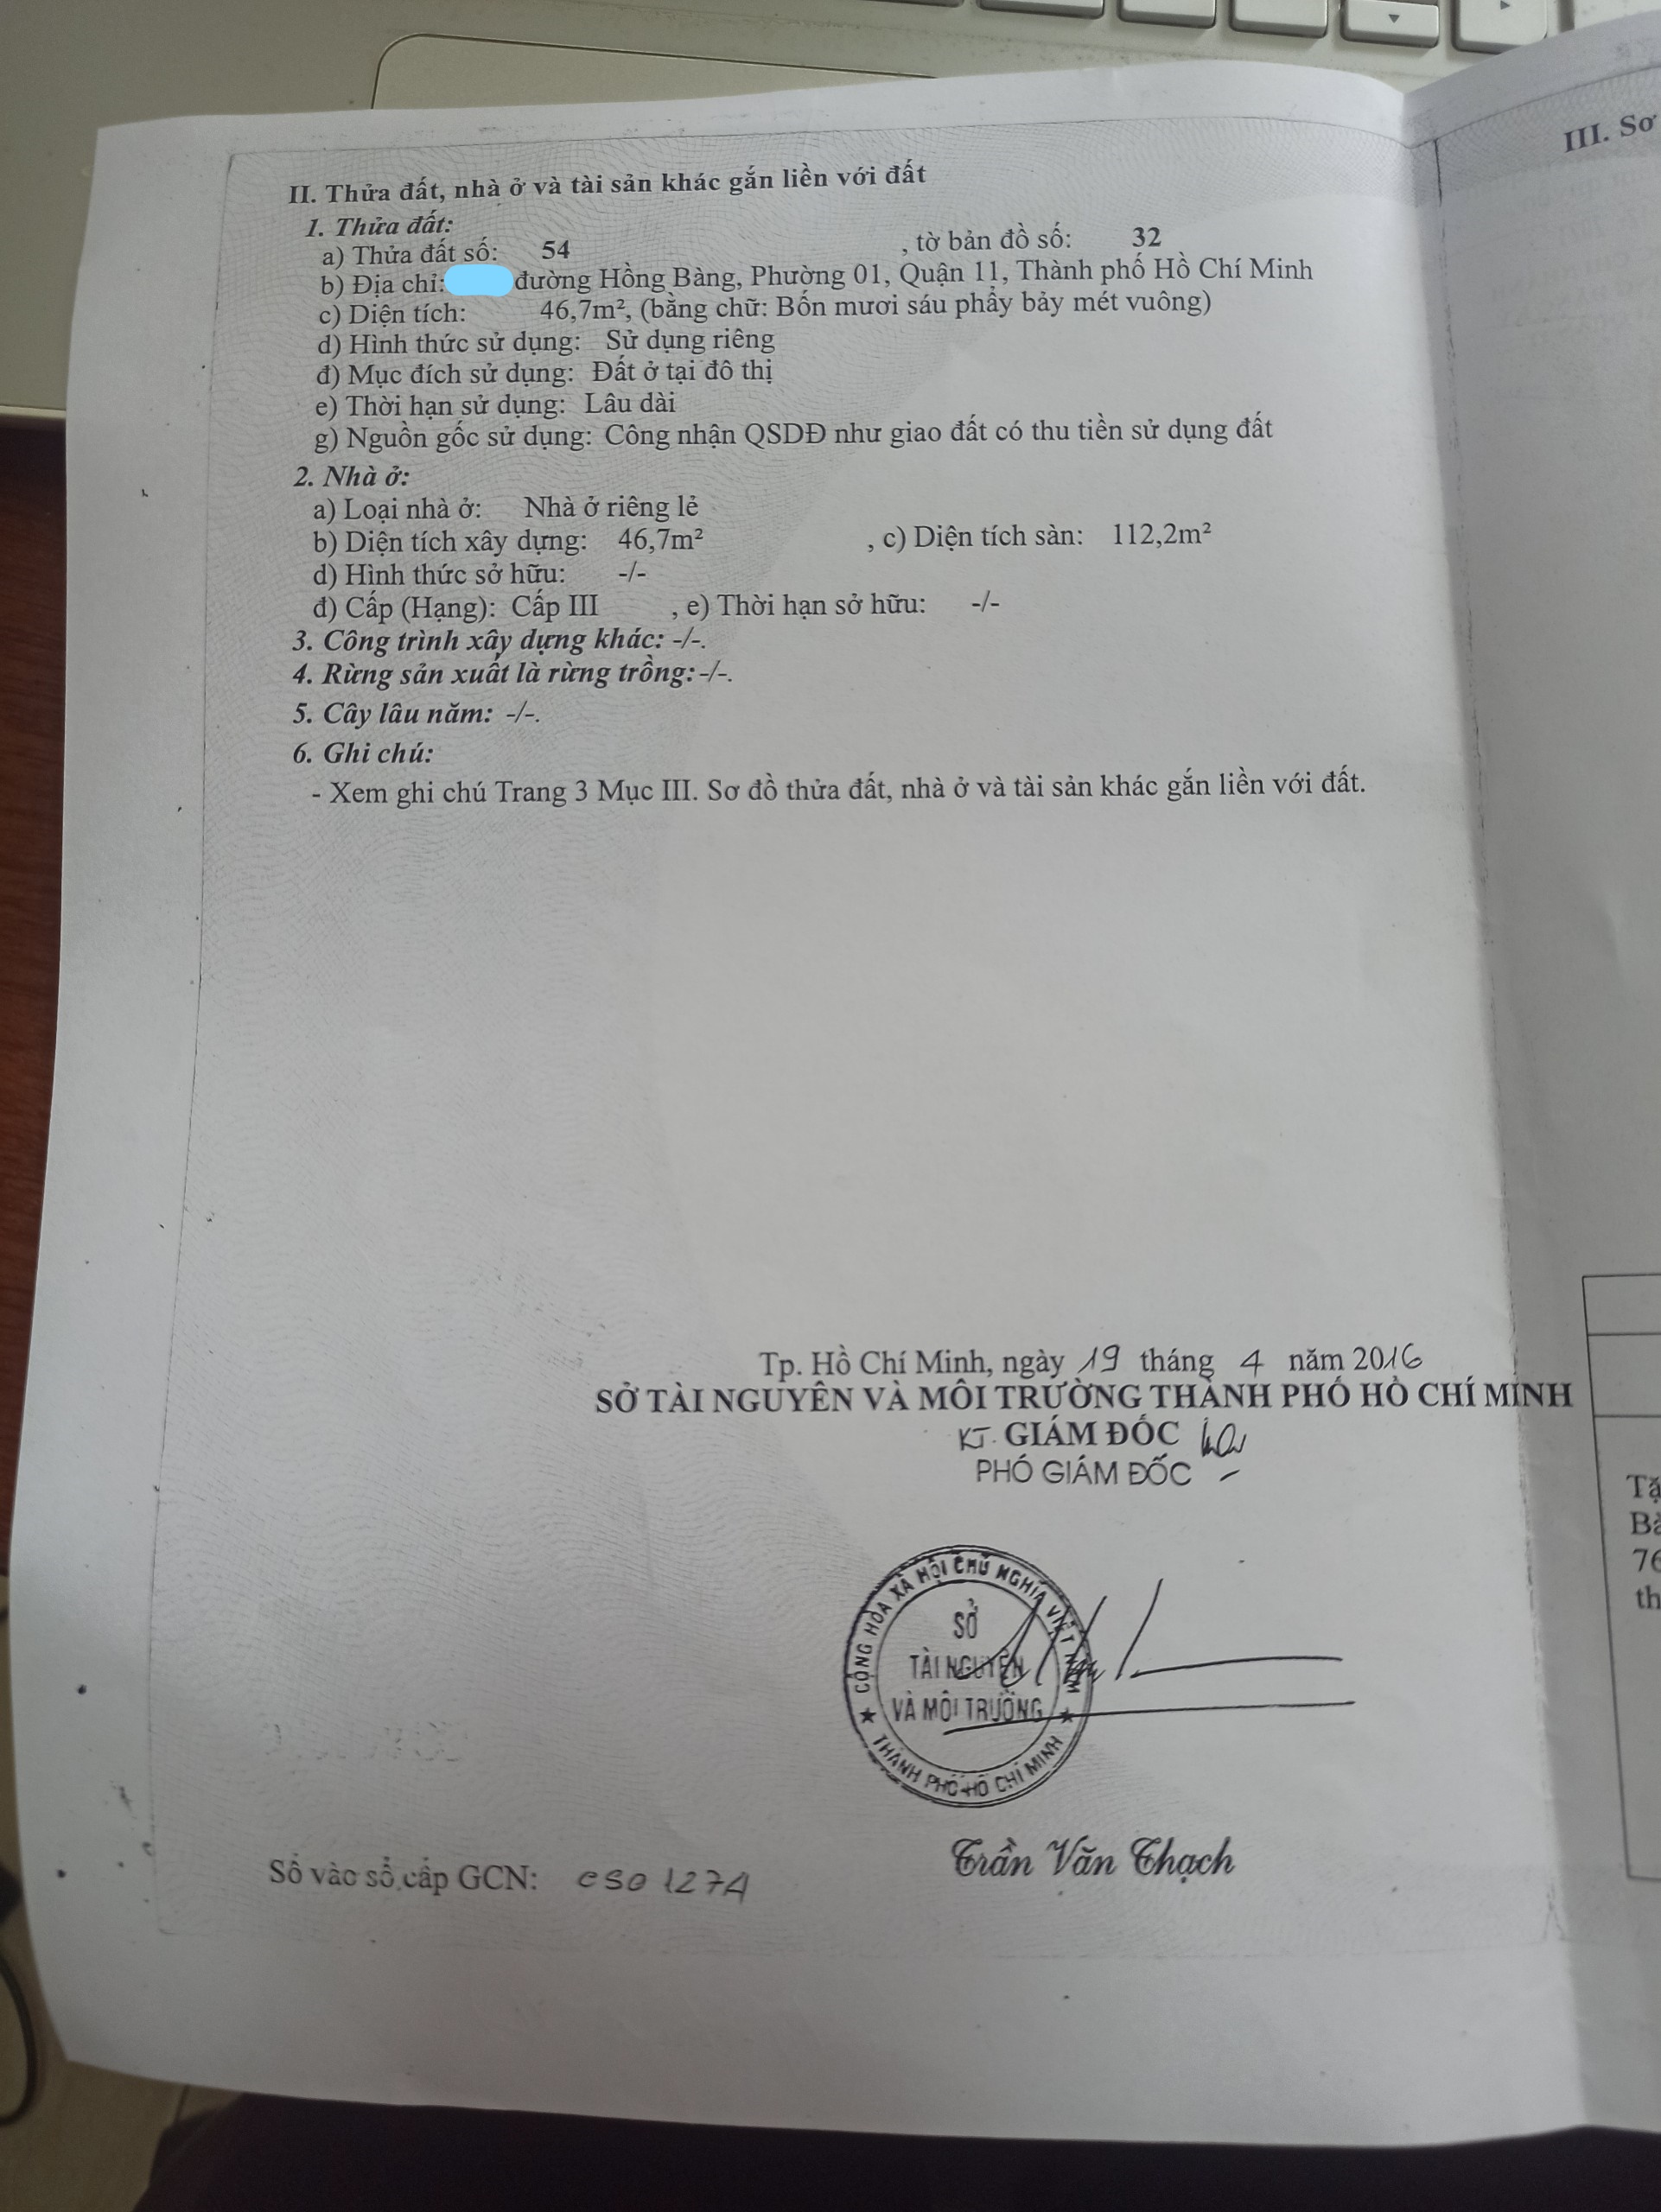 II. Thửa đất, nhà ở và tài sản khác gắn liền với đất
1. Thửa đất:
a) Thửa đất số: 54 , tờ bản đồ số: 32
b) Địa chỉ: đường Hồng Bàng, Phường 01, Quận 11, Thành phố Hồ Chí Minh
c) Diện tích: 46,7m², (bằng chữ: Bốn mươi sáu phẩy bảy mét vuông)
d) Hình thức sử dụng: Sử dụng riêng
đ) Mục đích sử dụng: Đất ở tại đô thị
e) Thời hạn sử dụng: Lâu dài
g) Nguồn gốc sử dụng: Công nhận QSDĐ như giao đất có thu tiền sử dụng đất
2. Nhà ở:
a) Loại nhà ở: Nhà ở riêng lẻ
b) Diện tích xây dựng: 46,7m² , c) Diện tích sàn: 112,2m²
d) Hình thức sở hữu: -/-
đ) Cấp (Hạng): Cấp III , e) Thời hạn sở hữu: -/-
3. Công trình xây dựng khác: -/-.
4. Rừng sản xuất là rừng trồng: -/-.
5. Cây lâu năm: -/-.
6. Ghi chú:
- Xem ghi chú Trang 3 Mục III. Sơ đồ thửa đất, nhà ở và tài sản khác gắn liền với đất.
Tp. Hồ Chí Minh, ngày 19 tháng 4 năm 2016
SỞ TÀI NGUYÊN VÀ MÔI TRƯỜNG THÀNH PHỐ HỒ CHÍ MINH
KT. GIÁM ĐỐC
PHÓ GIÁM ĐỐC
CỘNG HÒA XÃ HỘI CHỦ NGHĨA VIỆT NAM
SỞ
TÀI NGUYÊN
VÀ MÔI TRƯỜNG
THÀNH PHỐ HỒ CHÍ MINH
Trần Văn Thạch
Số vào sổ cấp GCN: CS01274
III. Sơ
76
th